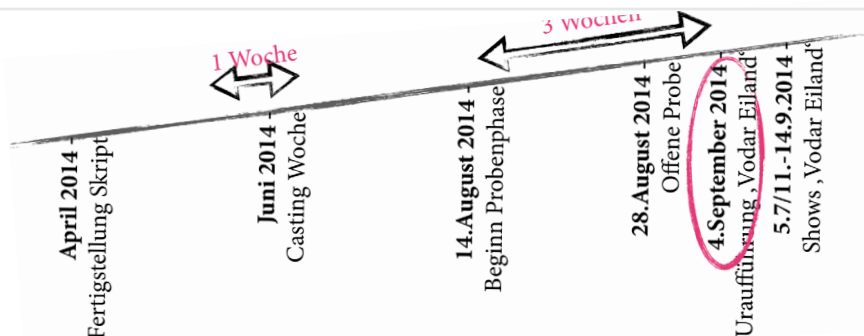 1 Woche
3 Wochen
April 2014 -
Fertigstellung Skript
Juni 2014 -
Casting Woche
14.August 2014 -
Beginn Probenphase
28.August 2014 -
Offene Probe
4.September 2014 -
Uraufführung ‚Vodar Eiland‘
5.7/11.-14.9.2014 -
Shows ‚Vodar Eiland‘